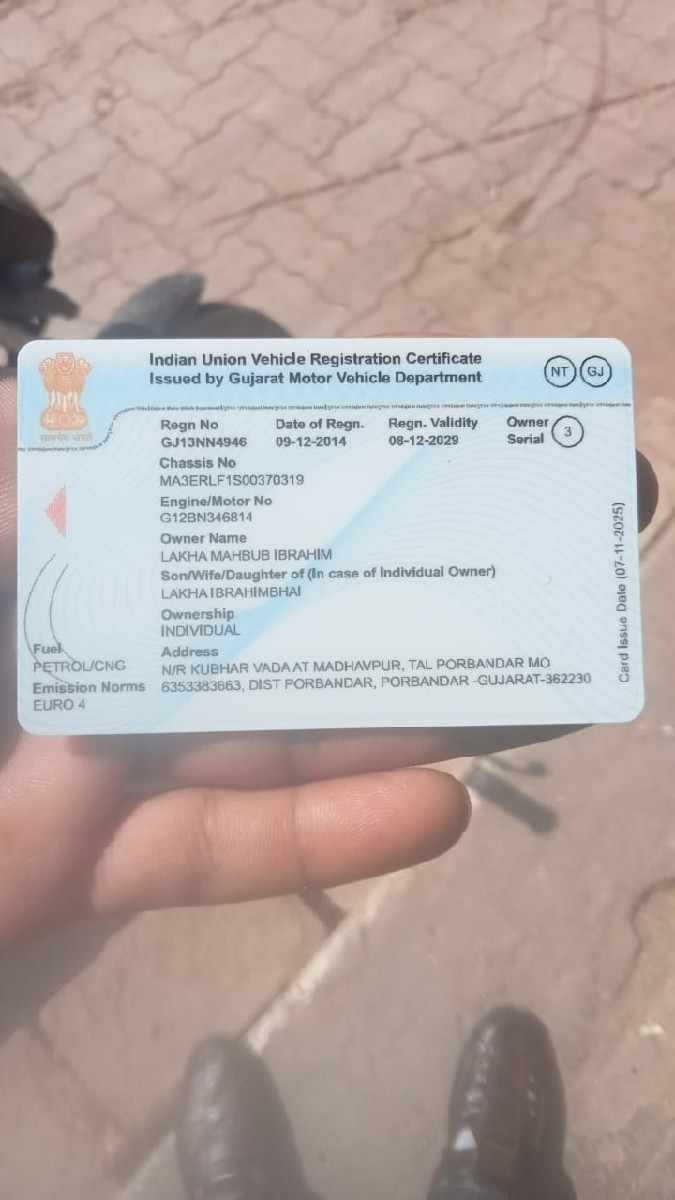 Indian Union Vehicle Registration Certificate
Issued by Gujarat Motor Vehicle Department
NT GJ
सत्यमेव जयते
Regn No Date of Regn. Regn. Validity Owner Serial 3
GJ13NN4946 09-12-2014 08-12-2029
Chassis No
MA3ERLF1S00370319
Engine/Motor No
G12BN346814
Owner Name
LAKHA MAHBUB IBRAHIM
Son/Wife/Daughter of (In case of Individual Owner)
LAKHA IBRAHIMBHAI
Ownership
INDIVIDUAL
Fuel
PETROL/CNG
Emission Norms
EURO 4
Address
N/R KUBHAR VADA AT MADHAVPUR, TAL PORBANDAR MO
6353383663, DIST PORBANDAR, PORBANDAR -GUJARAT-362230
Card Issue Date (07-11-2025)